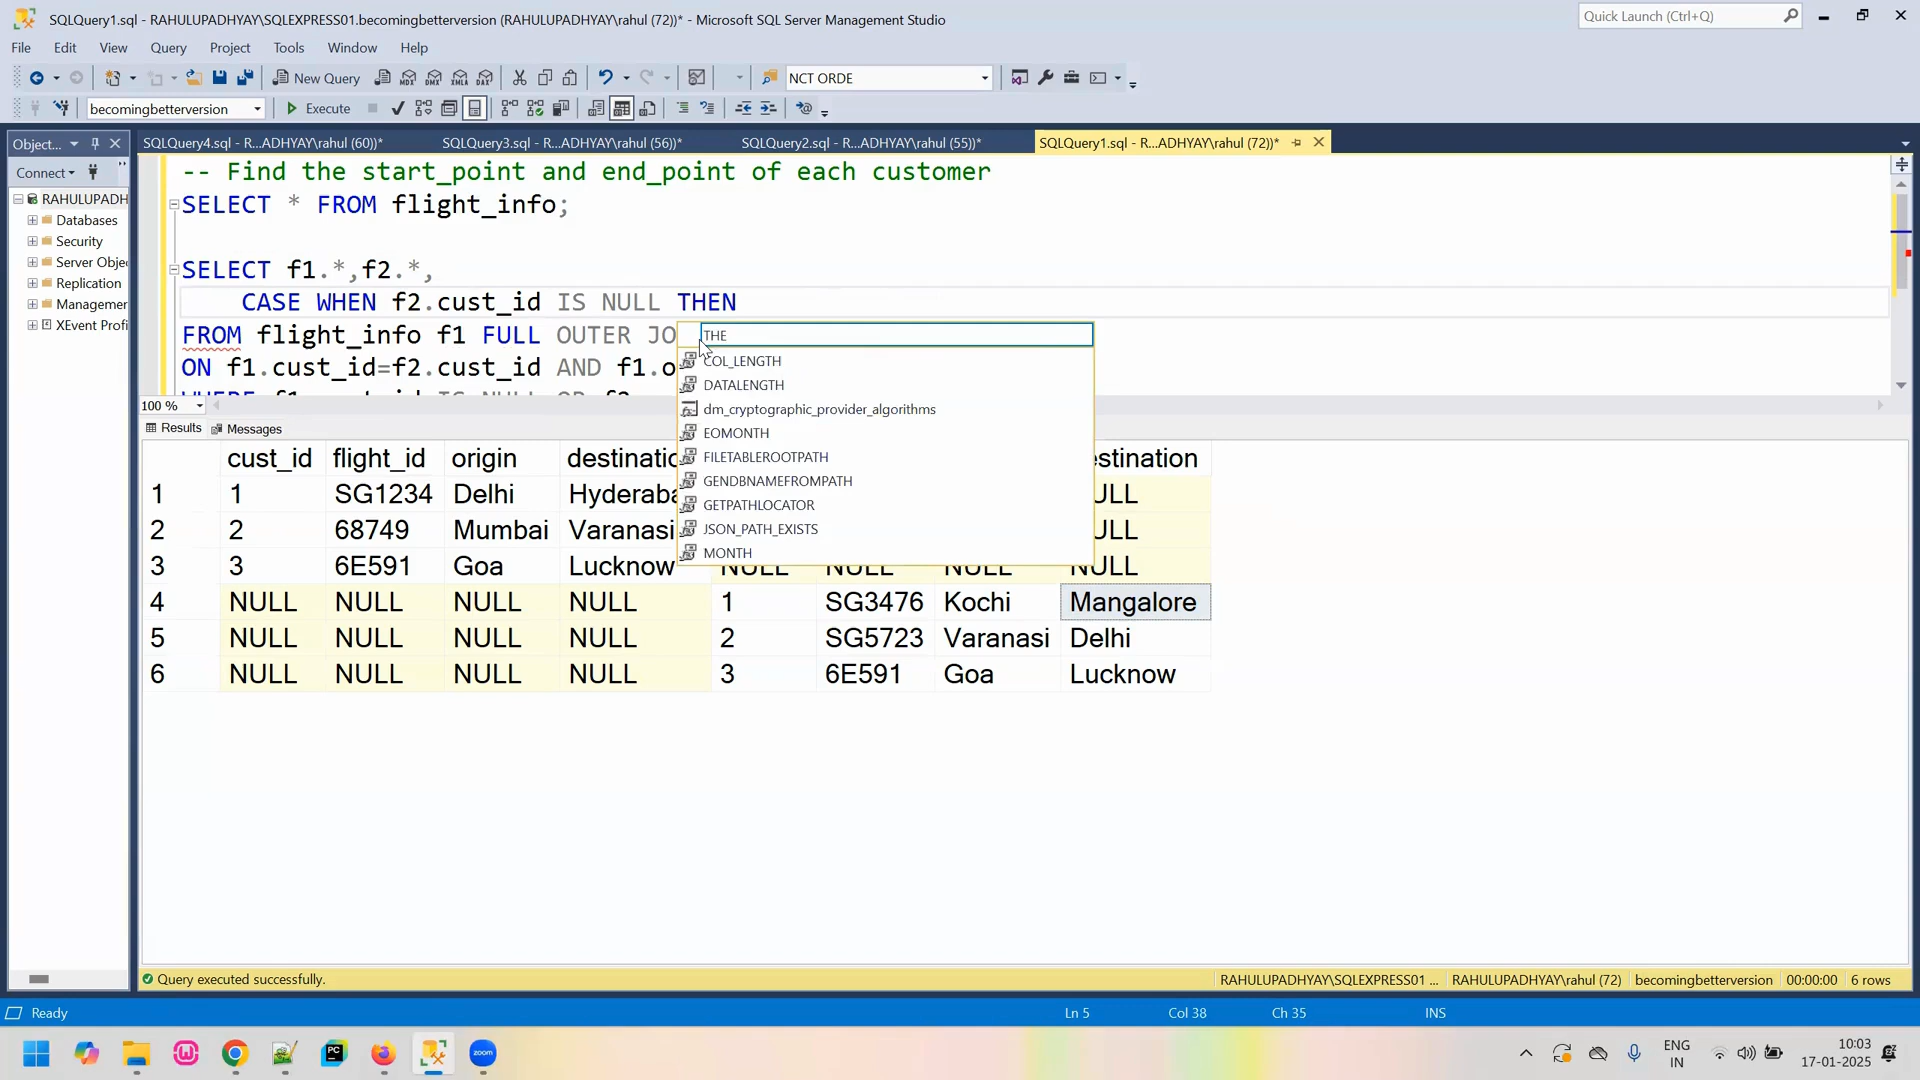 SQLQuery1.sql - RAHULUPADHYAY\SQLEXPRESS01.becomingbetterversion (RAHULUPADHYAY\rahul (72))* - Microsoft SQL Server Management Studio
Quick Launch (Ctrl+Q)
File Edit View Query Project Tools Window Help
New Query
NCT ORDE
becomingbetterversion
Execute
Object...
SQLQuery4.sql - R...ADHYAY\rahul (60))*
SQLQuery3.sql - R...ADHYAY\rahul (56))*
SQLQuery2.sql - R...ADHYAY\rahul (55))*
SQLQuery1.sql - R...ADHYAY\rahul (72))*
Connect
RAHULUPADH
Databases
Security
Server Obje
Replication
Managemer
XEvent Profi
-- Find the start_point and end_point of each customer
SELECT * FROM flight_info;
SELECT f1.*,f2.*,
CASE WHEN f2.cust_id IS NULL THEN
FROM flight_info f1 FULL OUTER JO
ON f1.cust_id=f2.cust_id AND f1.o
THE
COL_LENGTH
DATALENGTH
dm_cryptographic_provider_algorithms
EOMONTH
FILETABLEROOTPATH
GENDBNAMEFROMPATH
GETPATHLOCATOR
JSON_PATH_EXISTS
MONTH
100 %
Results Messages
cust_id flight_id origin destinatio stination
1 1 SG1234 Delhi Hyderaba ULL
2 2 68749 Mumbai Varanasi ULL
3 3 6E591 Goa Lucknow NULL NULL NULL NULL
4 NULL NULL NULL NULL 1 SG3476 Kochi Mangalore
5 NULL NULL NULL NULL 2 SG5723 Varanasi Delhi
6 NULL NULL NULL NULL 3 6E591 Goa Lucknow
Query executed successfully.
RAHULUPADHYAY\SQLEXPRESS01 ... RAHULUPADHYAY\rahul (72) becomingbetterversion 00:00:00 6 rows
Ready
Ln 5 Col 38 Ch 35 INS
zoom
ENG
IN
10:03
17-01-2025